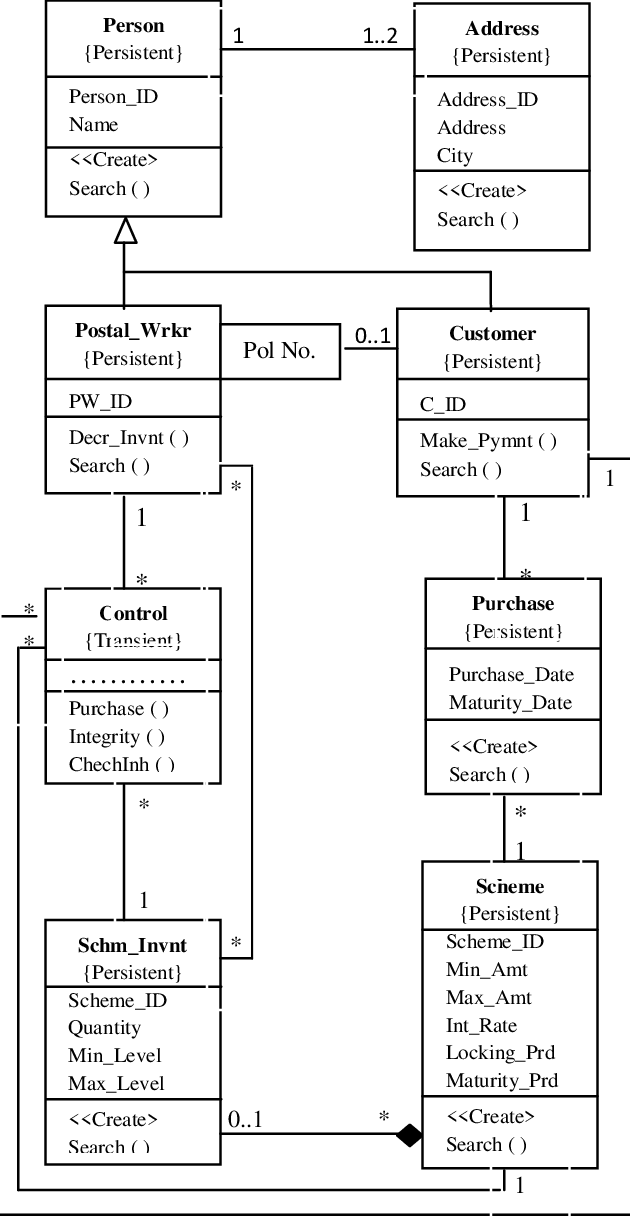 Person
{Persistent}
Person_ID
Name
<<Create>
Search ( )
1
1..2
Address
{Persistent}
Address_ID
Address
City
<<Create>
Search ( )
Postal_Wrkr
{Persistent}
PW_ID
Decr_Invnt ( )
Search ( )
Pol No.
0..1
Customer
{Persistent}
C_ID
Make_Pymnt ( )
Search ( )
1
*
1
1
*
*
*
*
Control
{Transient}
............
Purchase ( )
Integrity ( )
ChechInh ( )
Purchase
{Persistent}
Purchase_Date
Maturity_Date
<<Create>
Search ( )
*
*
1
1
*
Schm_Invnt
{Persistent}
Scheme_ID
Quantity
Min_Level
Max_Level
<<Create>
Search ( )
0..1
*
Scheme
{Persistent}
Scheme_ID
Min_Amt
Max_Amt
Int_Rate
Locking_Prd
Maturity_Prd
<<Create>
Search ( )
1